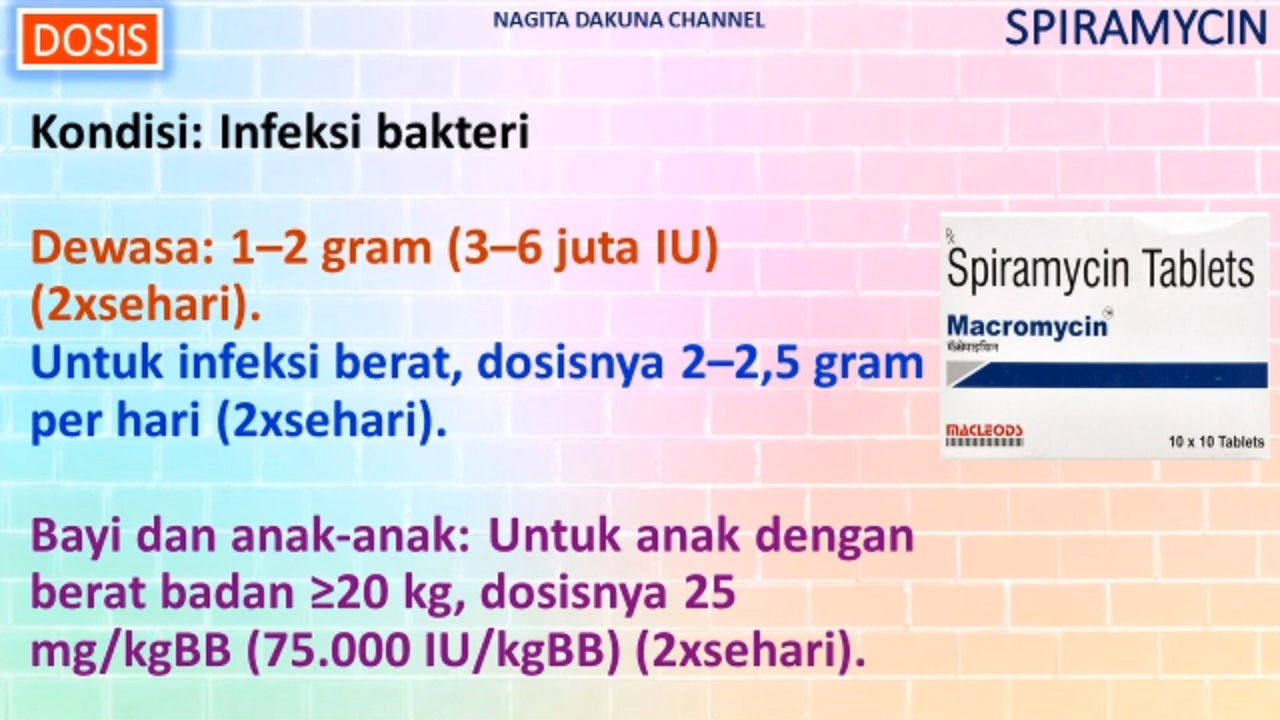 DOSIS
NAGITA DAKUNA CHANNEL
SPIRAMYCIN
Kondisi: Infeksi bakteri
Dewasa: 1–2 gram (3–6 juta IU)
(2xsehari).
Untuk infeksi berat, dosisnya 2–2,5 gram
per hari (2xsehari).
Bayi dan anak-anak: Untuk anak dengan
berat badan ≥20 kg, dosisnya 25
mg/kgBB (75.000 IU/kgBB) (2xsehari).
Rx
Spiramycin Tablets
Macromycin
MACLEODS
10 x 10 Tablets